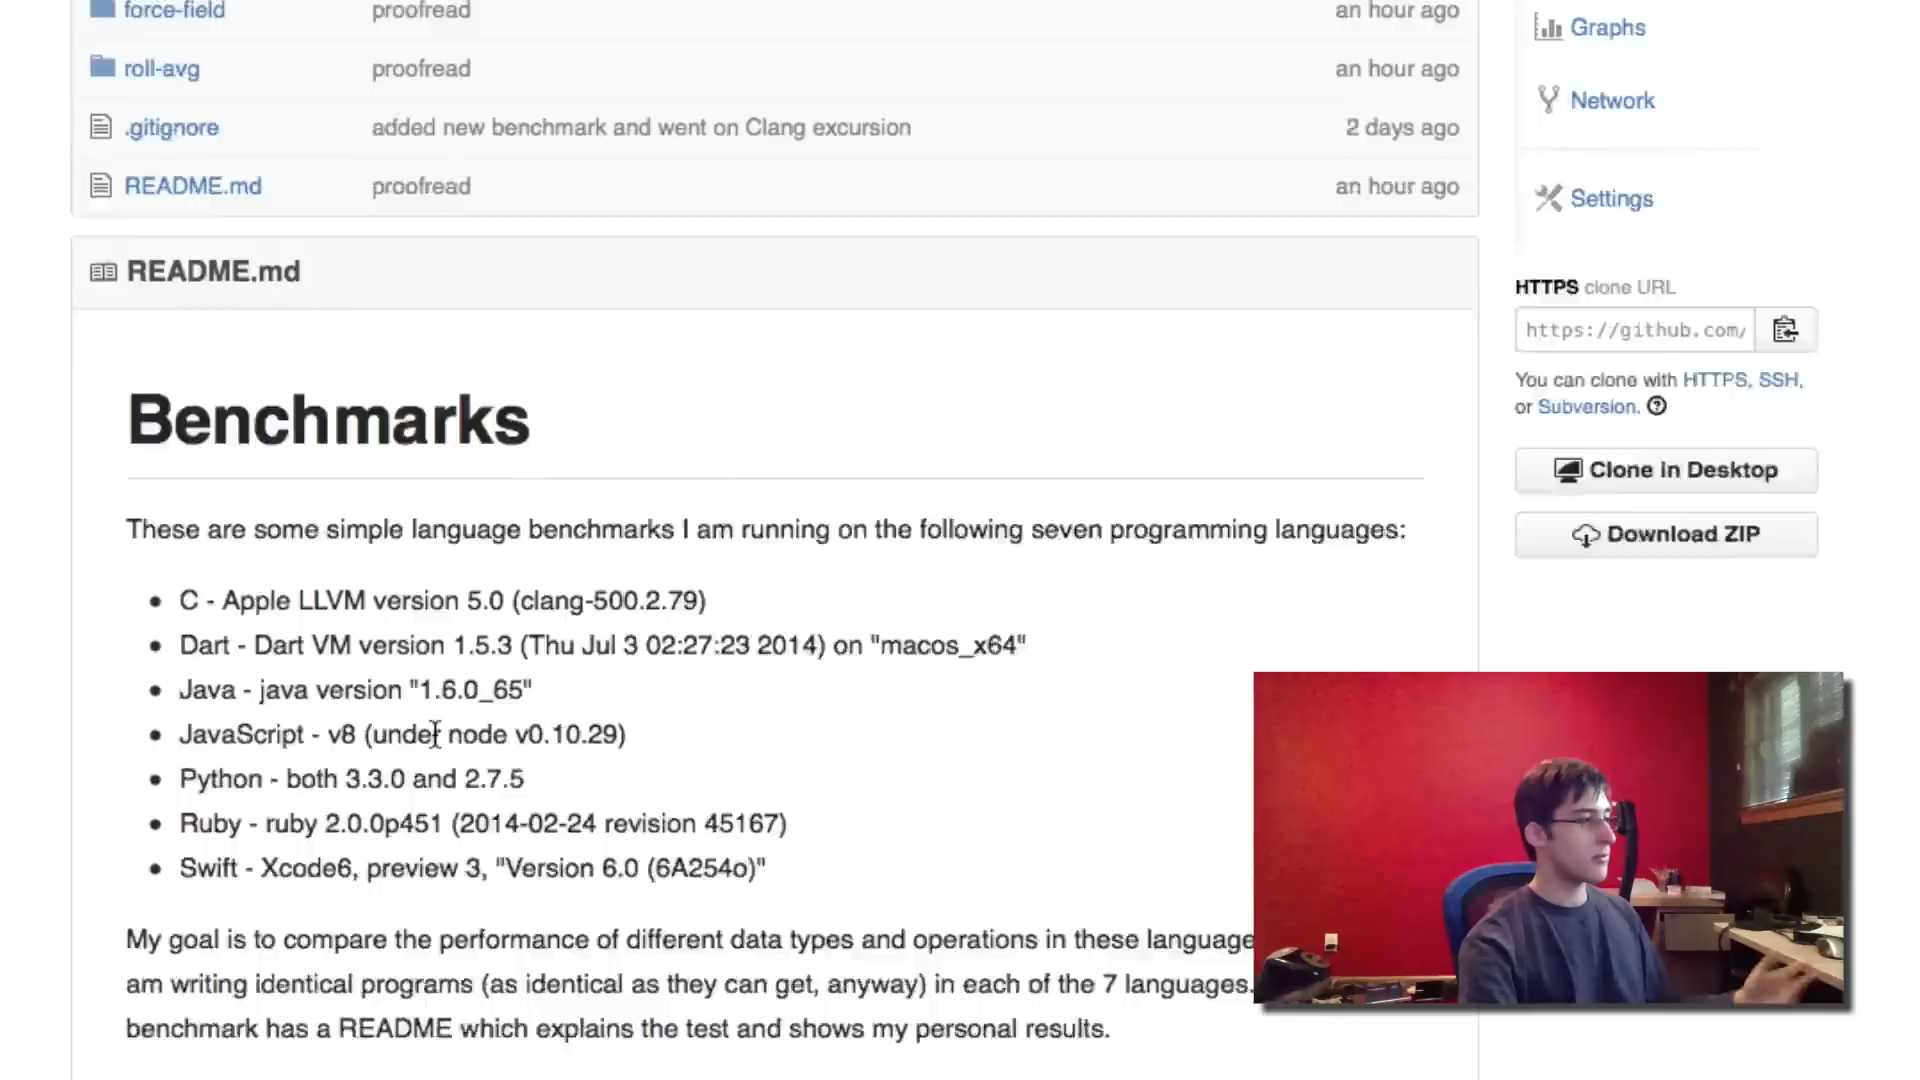 force-field proofread an hour ago
roll-avg proofread an hour ago
.gitignore added new benchmark and went on Clang excursion 2 days ago
README.md proofread an hour ago
README.md
Benchmarks
These are some simple language benchmarks I am running on the following seven programming languages:
• C - Apple LLVM version 5.0 (clang-500.2.79)
• Dart - Dart VM version 1.5.3 (Thu Jul 3 02:27:23 2014) on "macos_x64"
• Java - java version "1.6.0_65"
• JavaScript - v8 (under node v0.10.29)
• Python - both 3.3.0 and 2.7.5
• Ruby - ruby 2.0.0p451 (2014-02-24 revision 45167)
• Swift - Xcode6, preview 3, "Version 6.0 (6A254o)"
My goal is to compare the performance of different data types and operations in these language
am writing identical programs (as identical as they can get, anyway) in each of the 7 languages.
benchmark has a README which explains the test and shows my personal results.
Graphs
Network
Settings
HTTPS clone URL
https://github.com/
You can clone with HTTPS, SSH,
or Subversion.
Clone in Desktop
Download ZIP